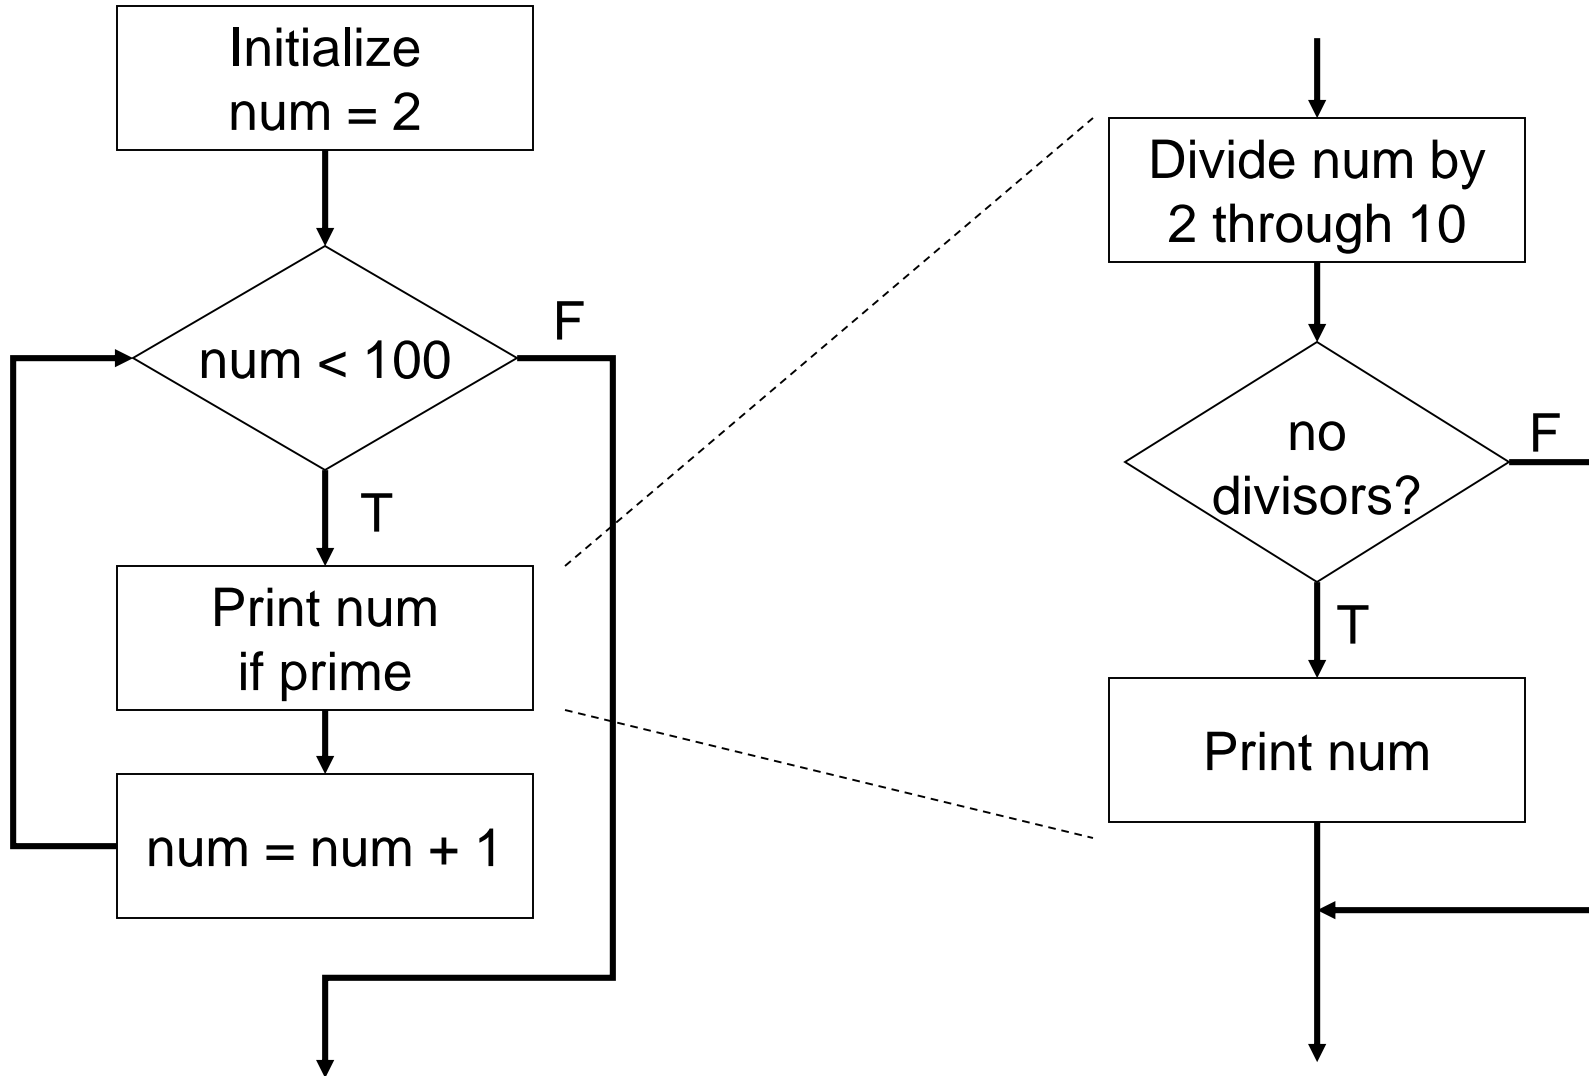 Initialize
num = 2
num < 100
F
T
Print num
if prime
num = num + 1
Divide num by
2 through 10
no
divisors?
F
T
Print num